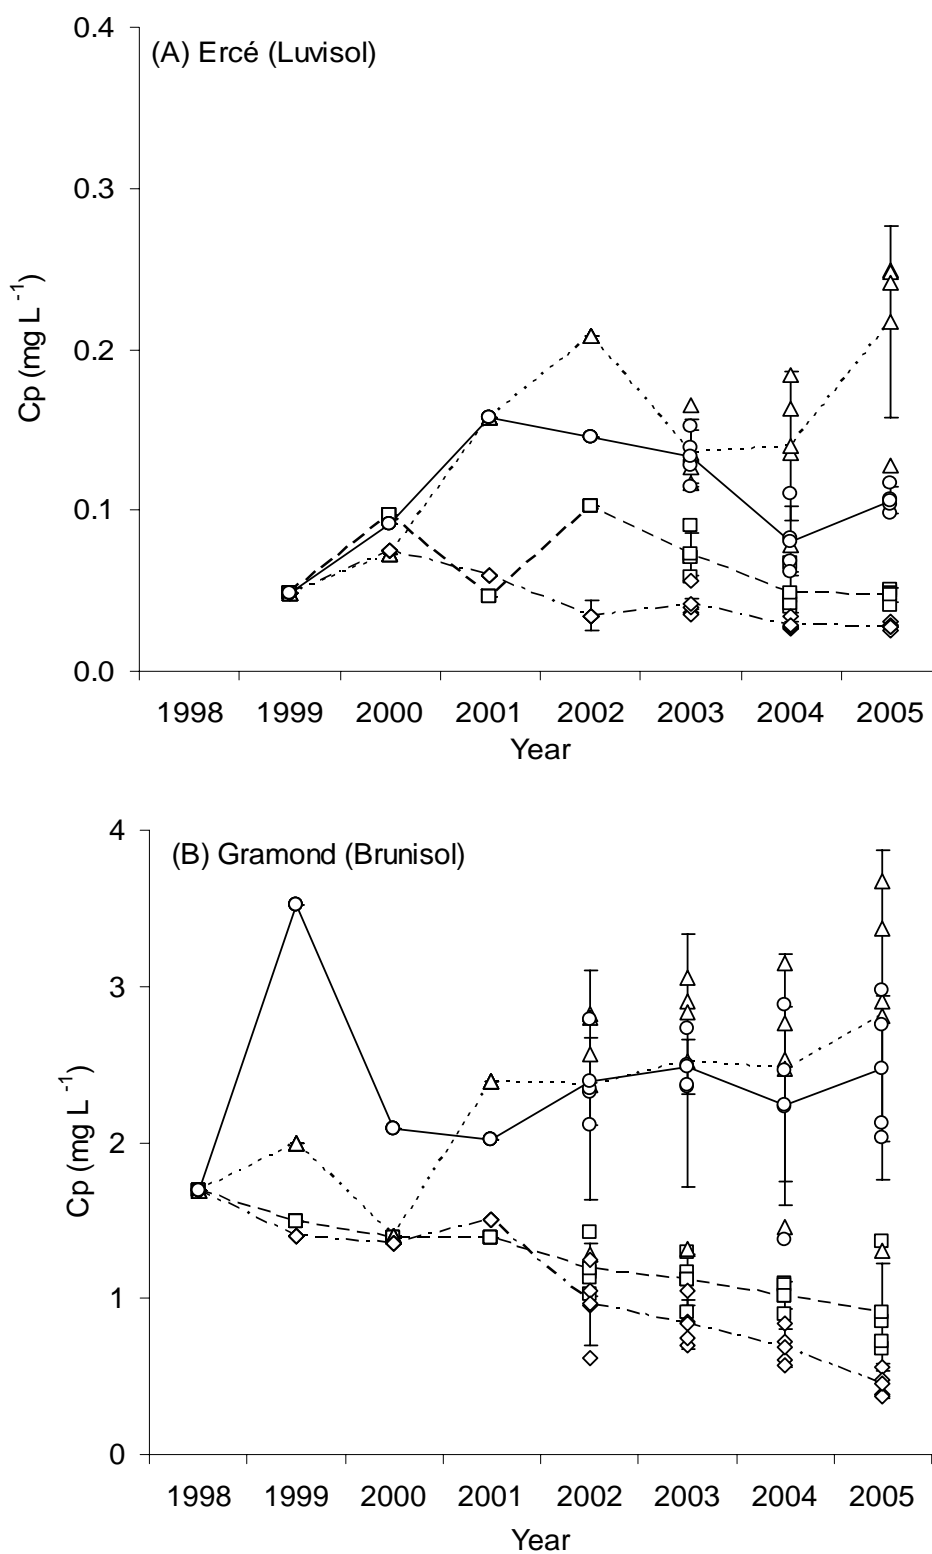 0.4
(A) Ercé (Luvisol)
0.3
0.2
0.1
0.0
Cp (mg L -1)
1998 1999 2000 2001 2002 2003 2004 2005
Year
4
(B) Gramond (Brunisol)
3
2
1
0
Cp (mg L -1)
1998 1999 2000 2001 2002 2003 2004 2005
Year